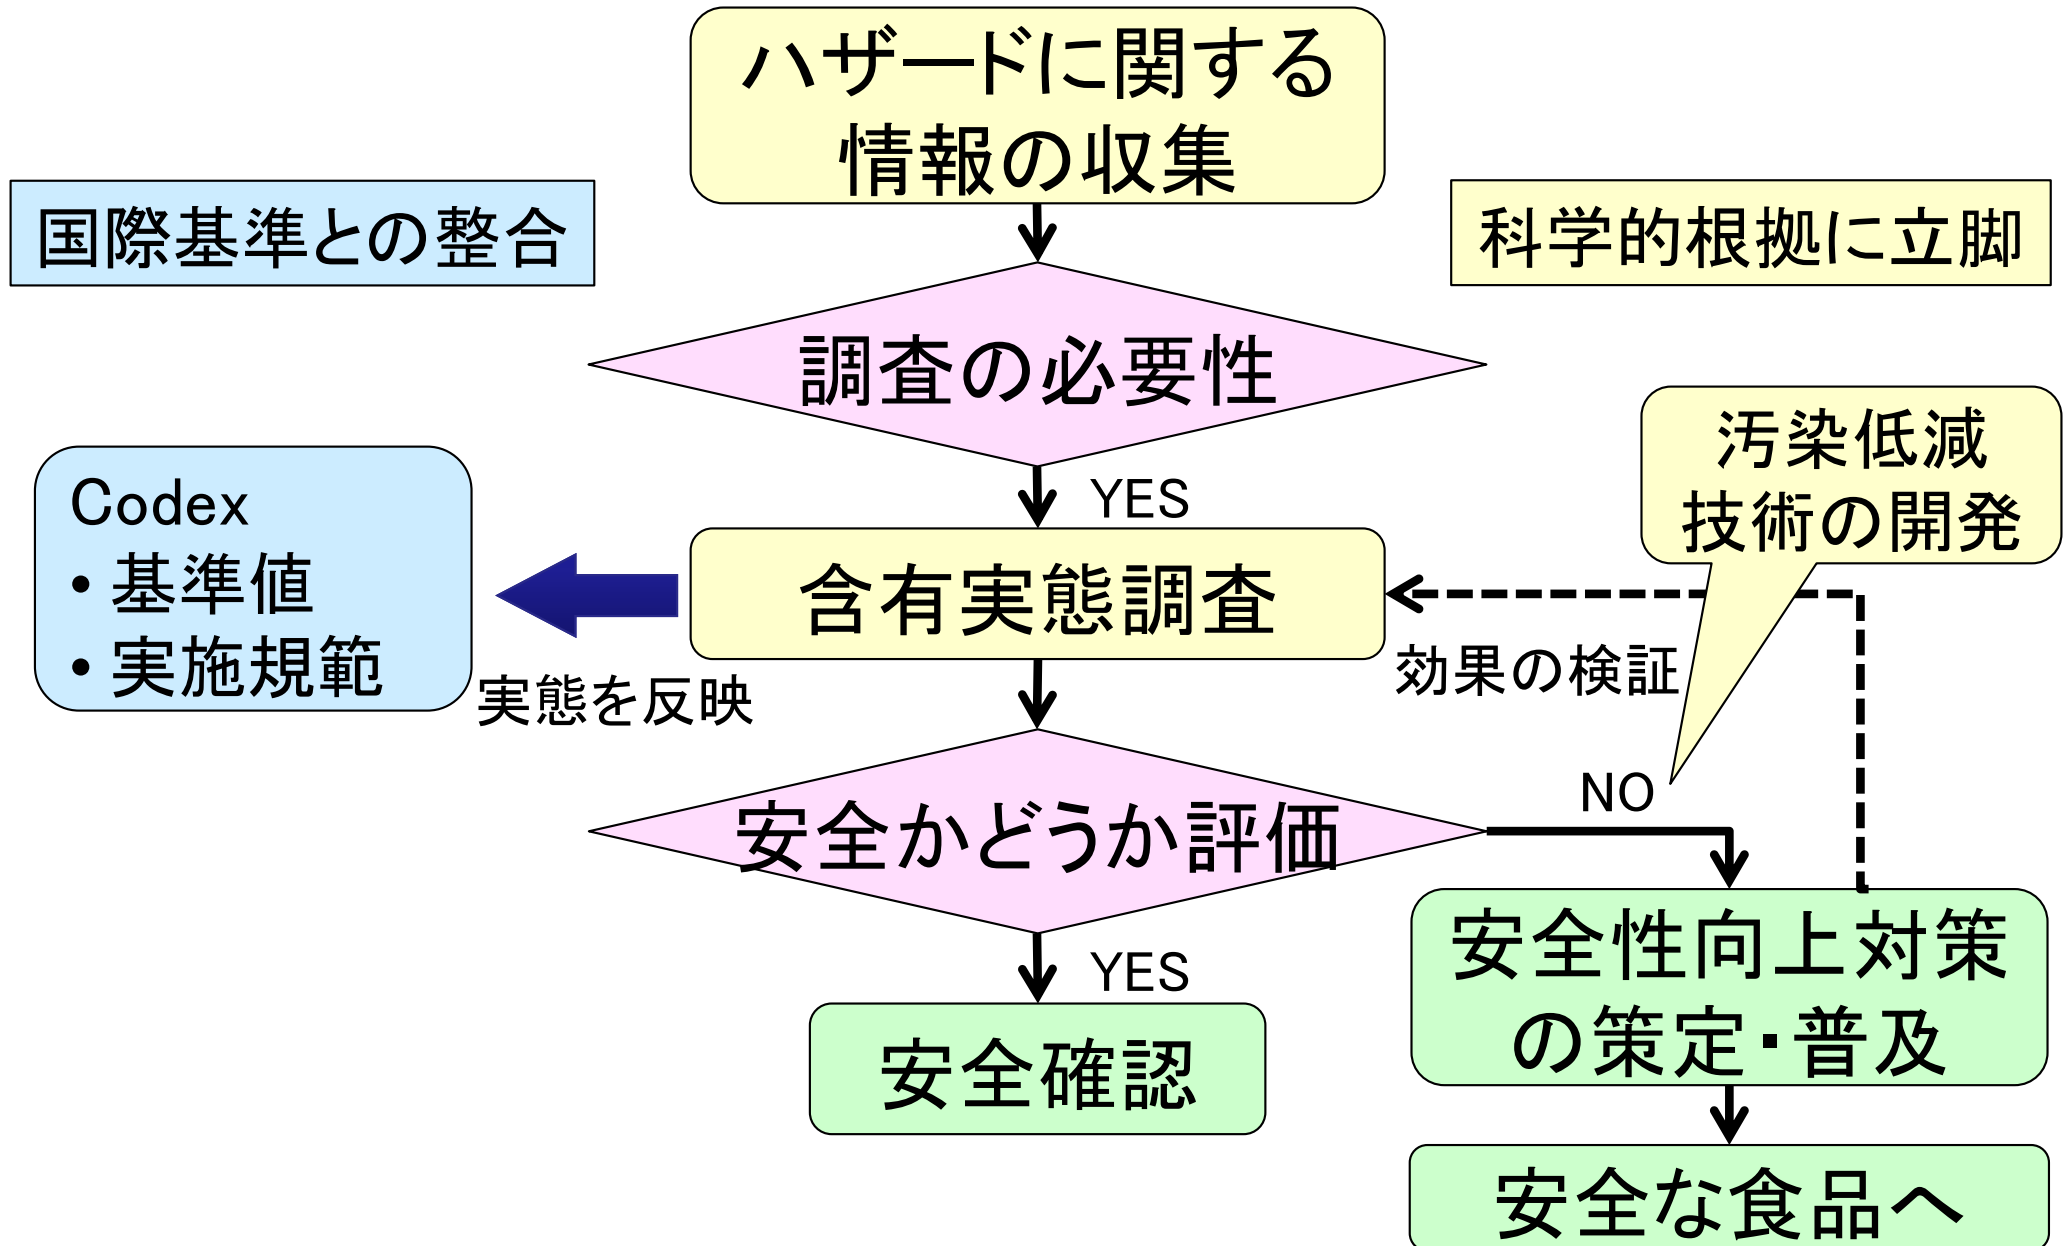 ハザードに関する
情報の収集
国際基準との整合
科学的根拠に立脚
調査の必要性
YES
汚染低減
技術の開発
Codex
• 基準値
• 実施規範
含有実態調査
実態を反映
効果の検証
安全かどうか評価
NO
YES
安全確認
安全性向上対策
の策定・普及
安全な食品へ